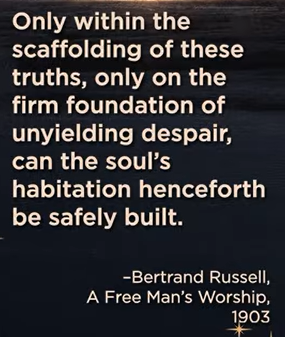 Only within the
scaffolding of these
truths, only on the
firm foundation of
unyielding despair,
can the soul's
habitation henceforth
be safely built.
–Bertrand Russell,
A Free Man's Worship,
1903